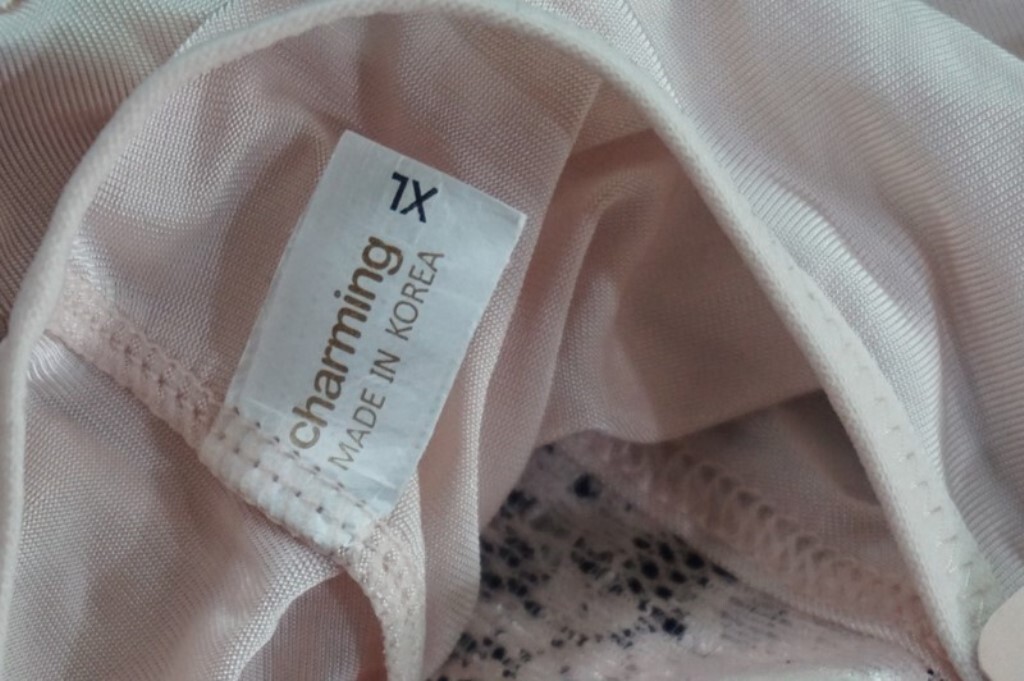 1X
charming
MADE IN KOREA